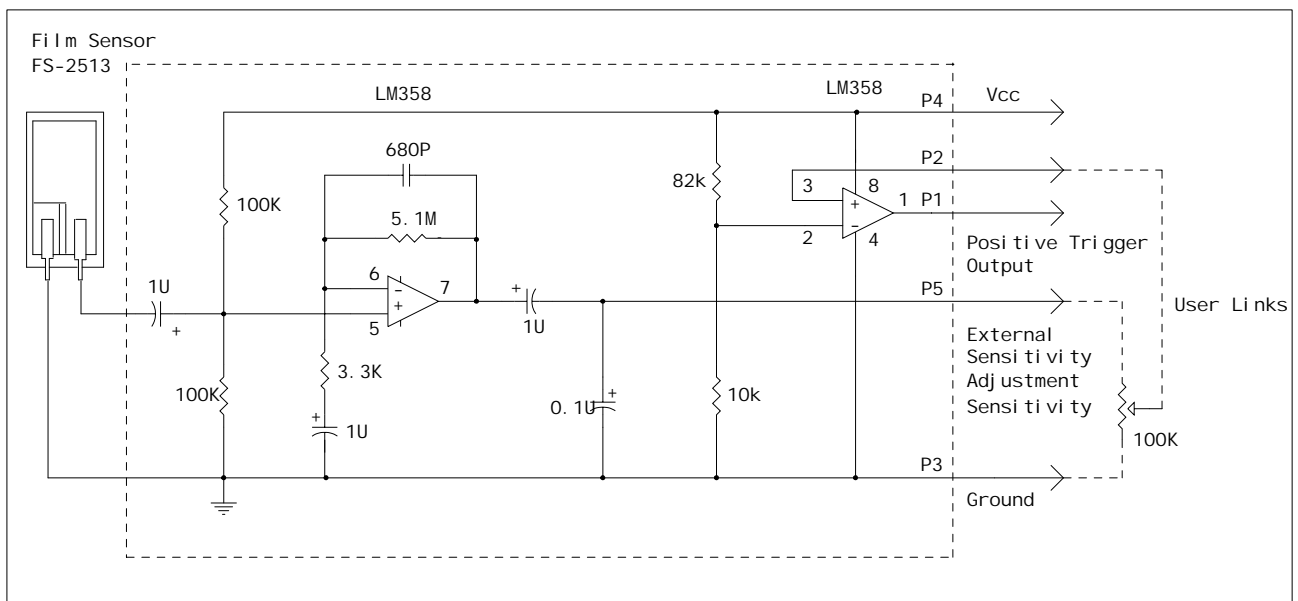 Film Sensor
FS-2513
LM358
LM358
P4
Vcc
680P
P2
82k
3
8
100K
5.1M
+
1
P1
-
2
4
Positive Trigger
Output
6
1U
-
7
+
+
P5
User Links
+
5
1U
External
Sensitivity
Adjustment
Sensitivity
3.3K
100K
+
0.1U
+
10k
+
1U
100K
P3
Ground